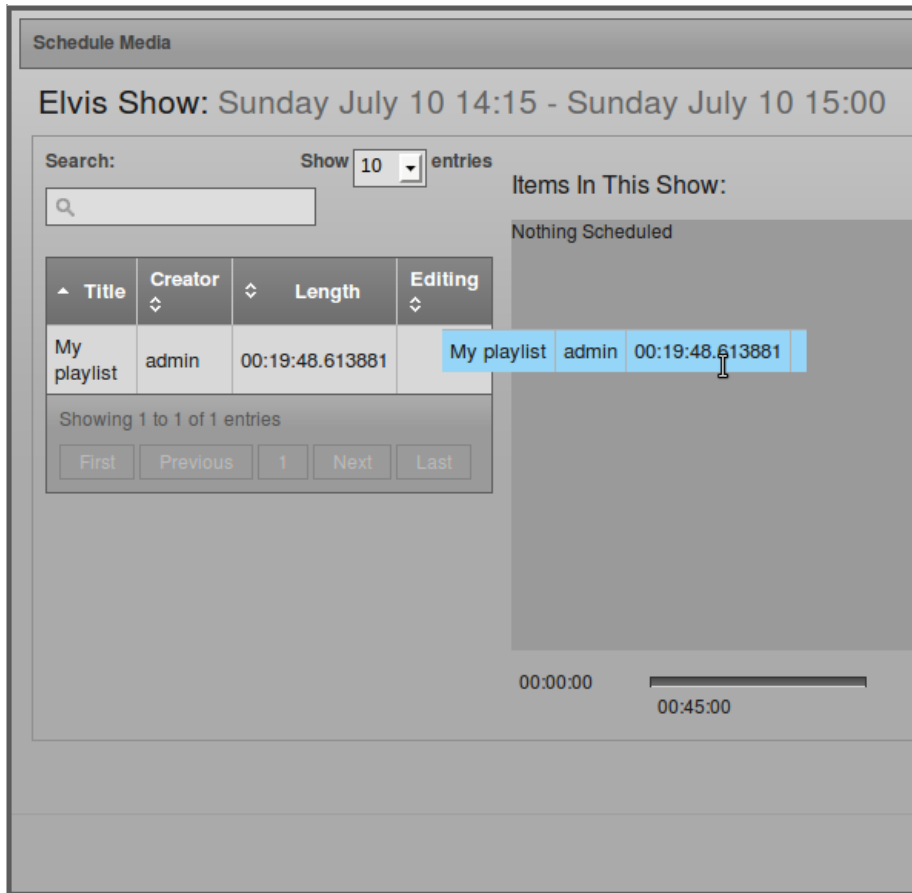 Schedule Media
Elvis Show: Sunday July 10 14:15 - Sunday July 10 15:00
Search:
Show 10 entries
Title Creator Length Editing
My playlist admin 00:19:48.613881
Showing 1 to 1 of 1 entries
First Previous 1 Next Last
Items In This Show:
Nothing Scheduled
My playlist admin 00:19:48.613881
00:00:00
00:45:00